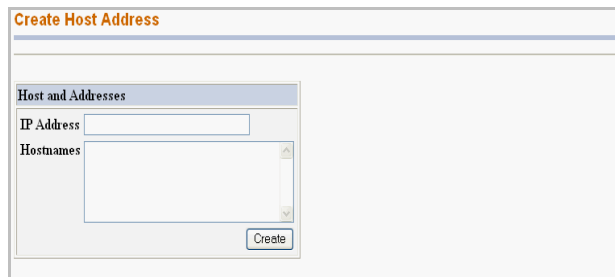 Create Host Address
Host and Addresses
IP Address
Hostnames
Create